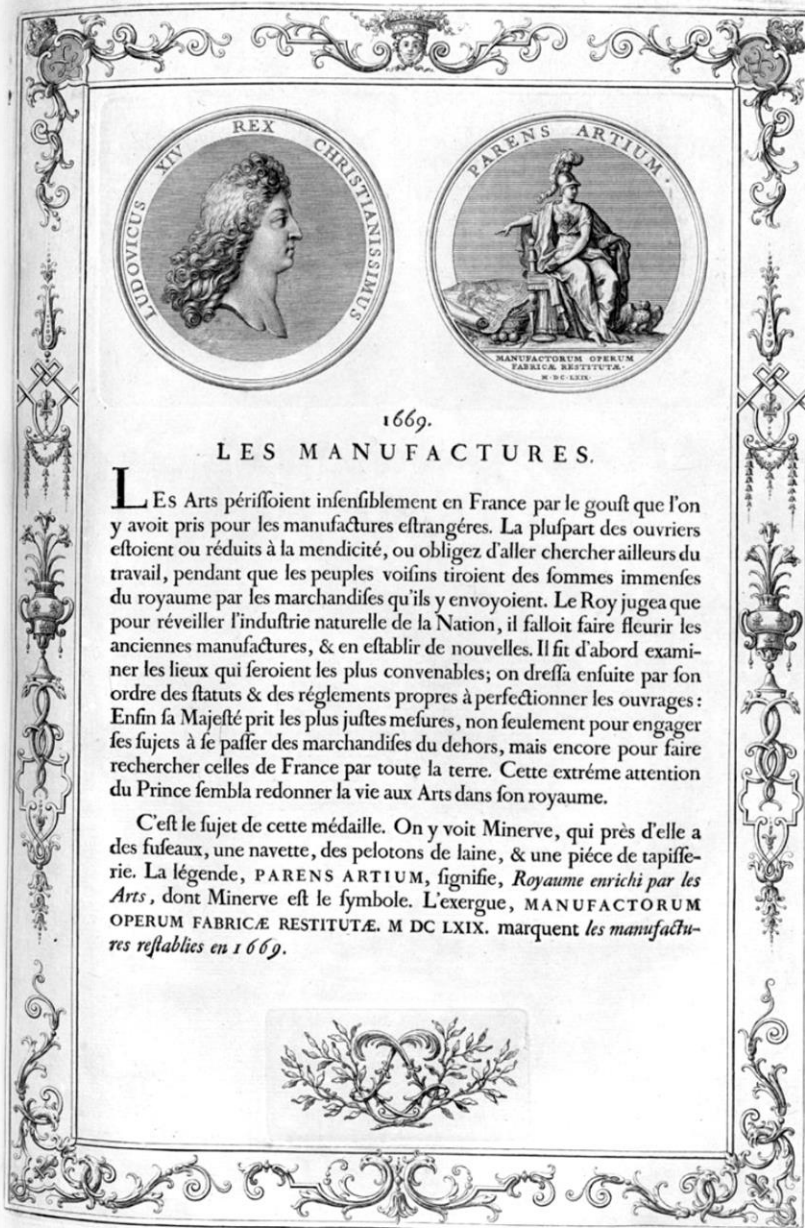 LUDOVICUS XIV REX CHRISTIANISSIMUS
PARENS ARTIUM.
MANUFACTORUM OPERUM
FABRICÆ RESTITUTÆ.
M·DC·LXIX.
1669.
LES MANUFACTURES.
LEs Arts périſſoient inſenſiblement en France par le gouſt que l'on
y avoit pris pour les manufactures eſtrangéres. La pluſpart des ouvriers
eſtoient ou réduits à la mendicité, ou obligez d'aller chercher ailleurs du
travail, pendant que les peuples voiſins tiroient des ſommes immenſes
du royaume par les marchandiſes qu'ils y envoyoient. Le Roy jugea que
pour réveiller l'induſtrie naturelle de la Nation, il falloit faire fleurir les
anciennes manufactures, & en eſtablir de nouvelles. Il fit d'abord exami-
ner les lieux qui ſeroient les plus convenables; on dreſſa enſuite par ſon
ordre des ſtatuts & des réglements propres à perfectionner les ouvrages:
Enfin ſa Majeſté prit les plus juſtes meſures, non ſeulement pour engager
ſes ſujets à ſe paſſer des marchandiſes du dehors, mais encore pour faire
rechercher celles de France par toute la terre. Cette extréme attention
du Prince ſembla redonner la vie aux Arts dans ſon royaume.
C'eſt le ſujet de cette médaille. On y voit Minerve, qui près d'elle a
des fuſeaux, une navette, des pelotons de laine, & une piéce de tapiſſe-
rie. La légende, PARENS ARTIUM, ſignifie, Royaume enrichi par les
Arts, dont Minerve eſt le ſymbole. L'exergue, MANUFACTORUM
OPERUM FABRICÆ RESTITUTÆ. M DC LXIX. marquent les manufactu-
res reſtablies en 1669.